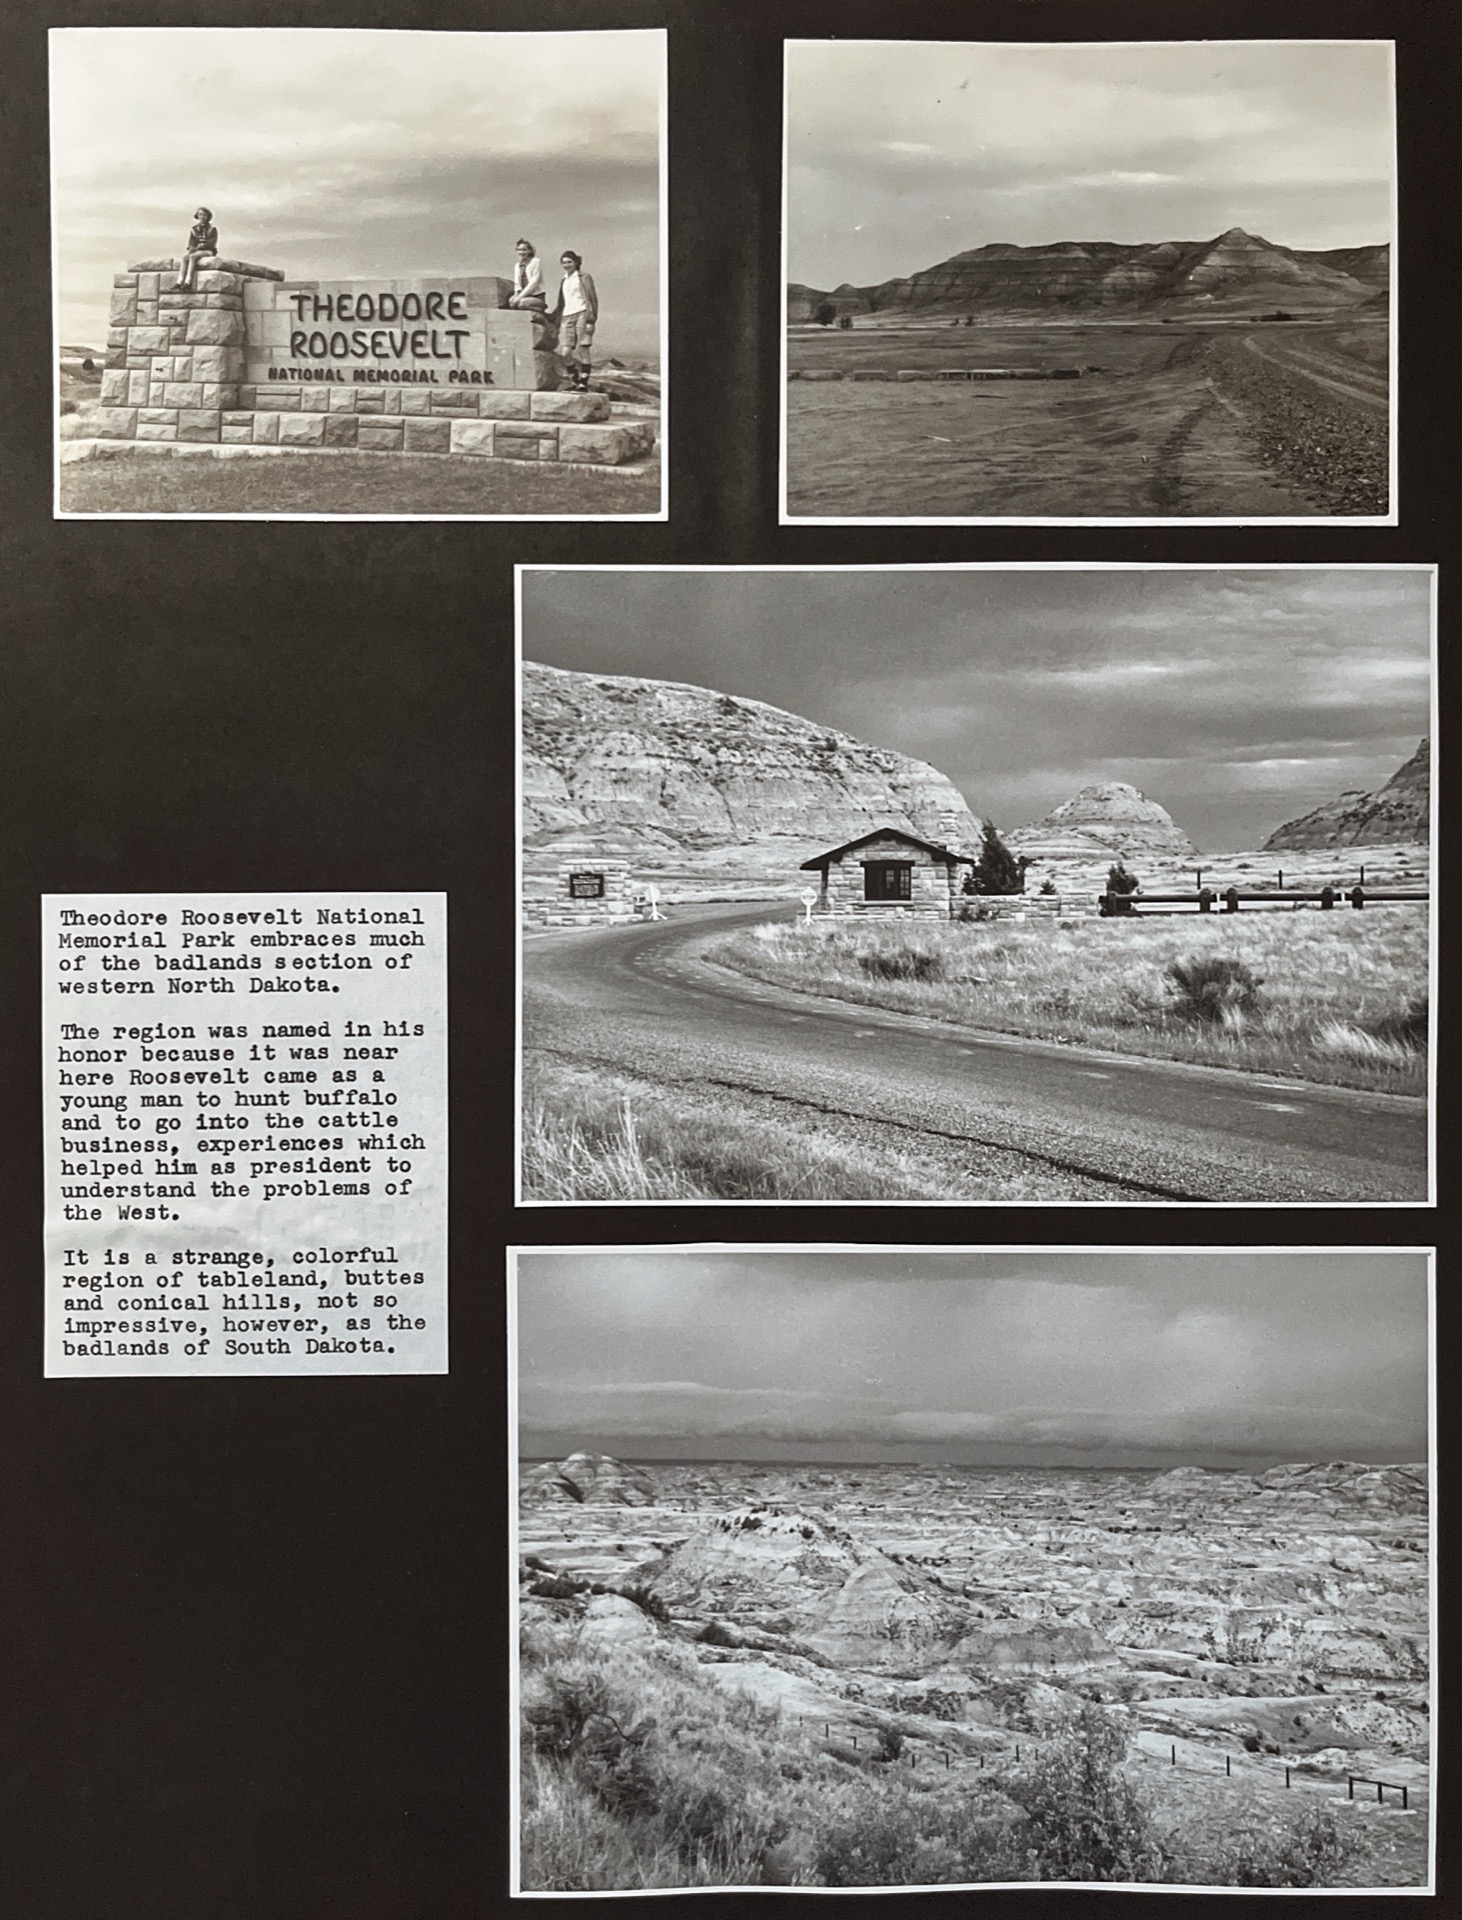 THEODORE
ROOSEVELT
NATIONAL MEMORIAL PARK
Theodore Roosevelt National
Memorial Park embraces much
of the badlands section of
western North Dakota.
The region was named in his
honor because it was near
here Roosevelt came as a
young man to hunt buffalo
and to go into the cattle
business, experiences which
helped him as president to
understand the problems of
the West.
It is a strange, colorful
region of tableland, buttes
and conical hills, not so
impressive, however, as the
badlands of South Dakota.